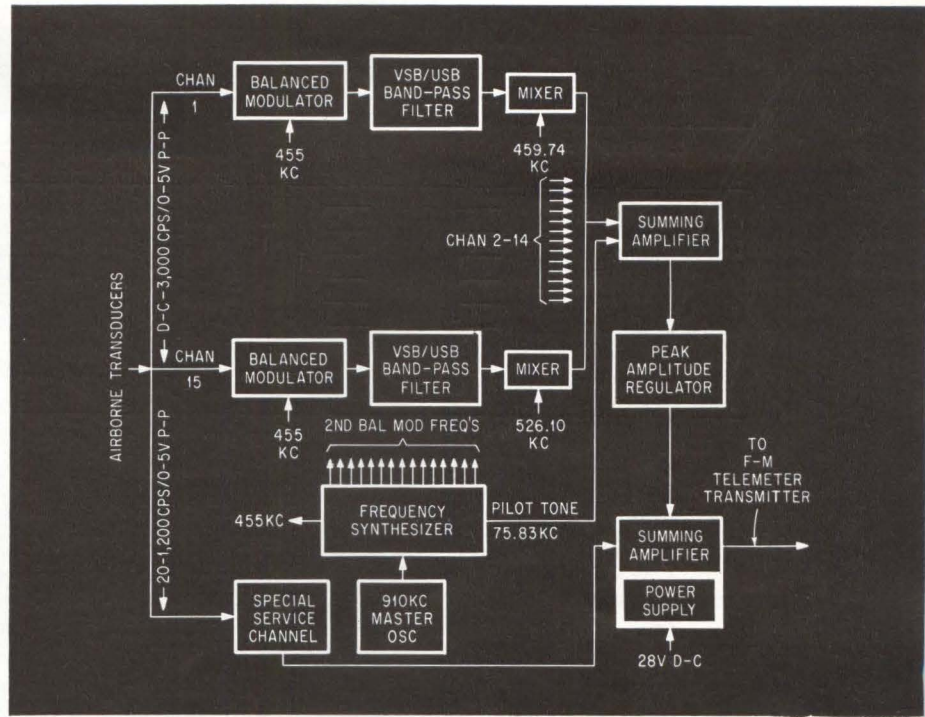 CHAN
1
BALANCED
MODULATOR
VSB/USB
BAND-PASS
FILTER
MIXER
455
KC
459.74
KC
CHAN 2-14
SUMMING
AMPLIFIER
AIRBORNE TRANSDUCERS
D-C-3,000 CPS/0-5V P-P
CHAN
15
BALANCED
MODULATOR
VSB/USB
BAND-PASS
FILTER
MIXER
PEAK
AMPLITUDE
REGULATOR
455
KC
526.10
KC
2ND BAL MOD FREQ'S
20-1,200CPS/0-5V P-P
455KC
FREQUENCY
SYNTHESIZER
PILOT TONE
75.83KC
TO
F-M
TELEMETER
TRANSMITTER
SUMMING
AMPLIFIER
SPECIAL
SERVICE
CHANNEL
910KC
MASTER
OSC
POWER
SUPPLY
28V D-C